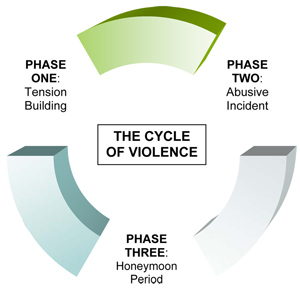 PHASE
ONE:
Tension
Building
PHASE
TWO:
Abusive
Incident
THE CYCLE
OF VIOLENCE
PHASE
THREE:
Honeymoon
Period